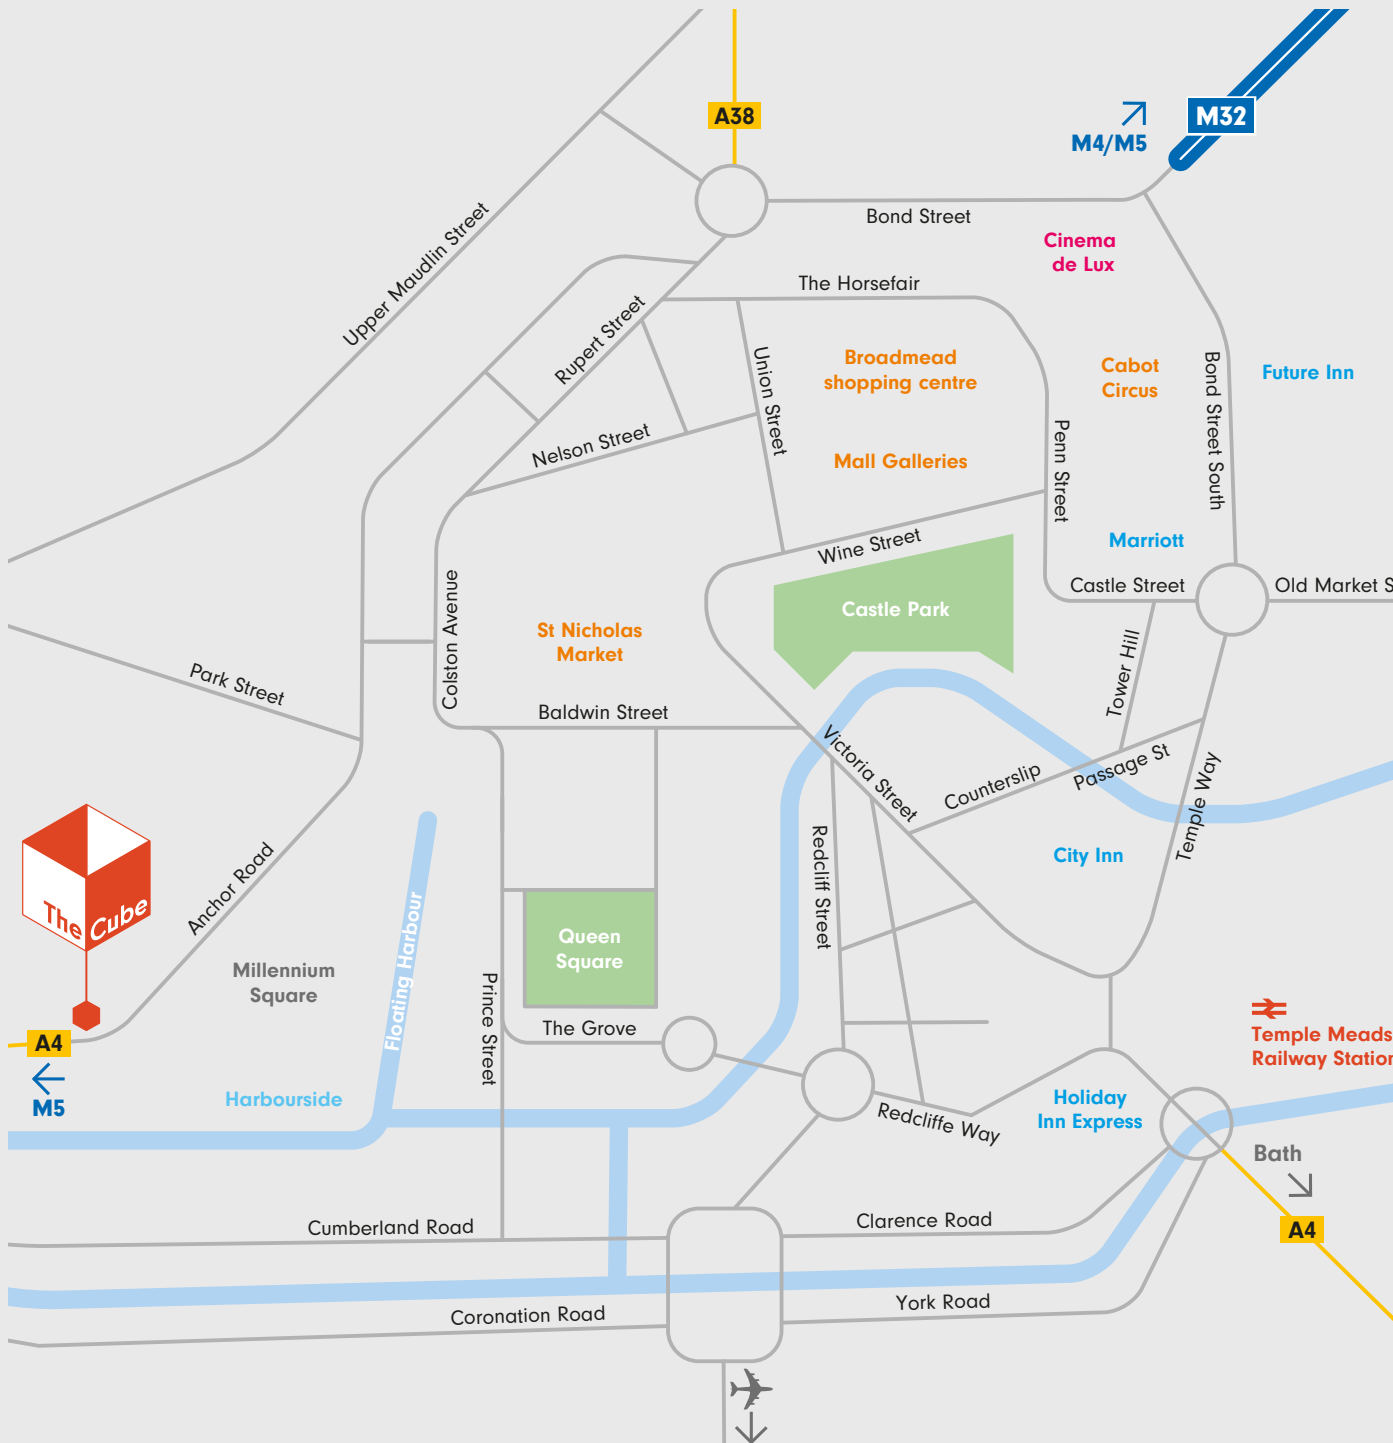 A38
M32
M4/M5
Bond Street
Cinema
de Lux
Upper Maudlin Street
The Horsefair
Rupert Street
Union Street
Broadmead
shopping centre
Cabot
Circus
Bond Street South
Future Inn
Nelson Street
Mall Galleries
Penn Street
Wine Street
Marriott
Castle Street
Old Market S
Castle Park
Colston Avenue
St Nicholas
Market
Tower Hill
Park Street
Baldwin Street
Victoria Street
Counterslip
Passage St
Temple Way
The Cube
Anchor Road
Redcliff Street
City Inn
Floating Harbour
Queen
Square
Millennium
Square
Prince Street
The Grove
Temple Meads
Railway Station
A4
M5
Harbourside
Redcliffe Way
Holiday
Inn Express
Bath
Cumberland Road
Clarence Road
A4
Coronation Road
York Road